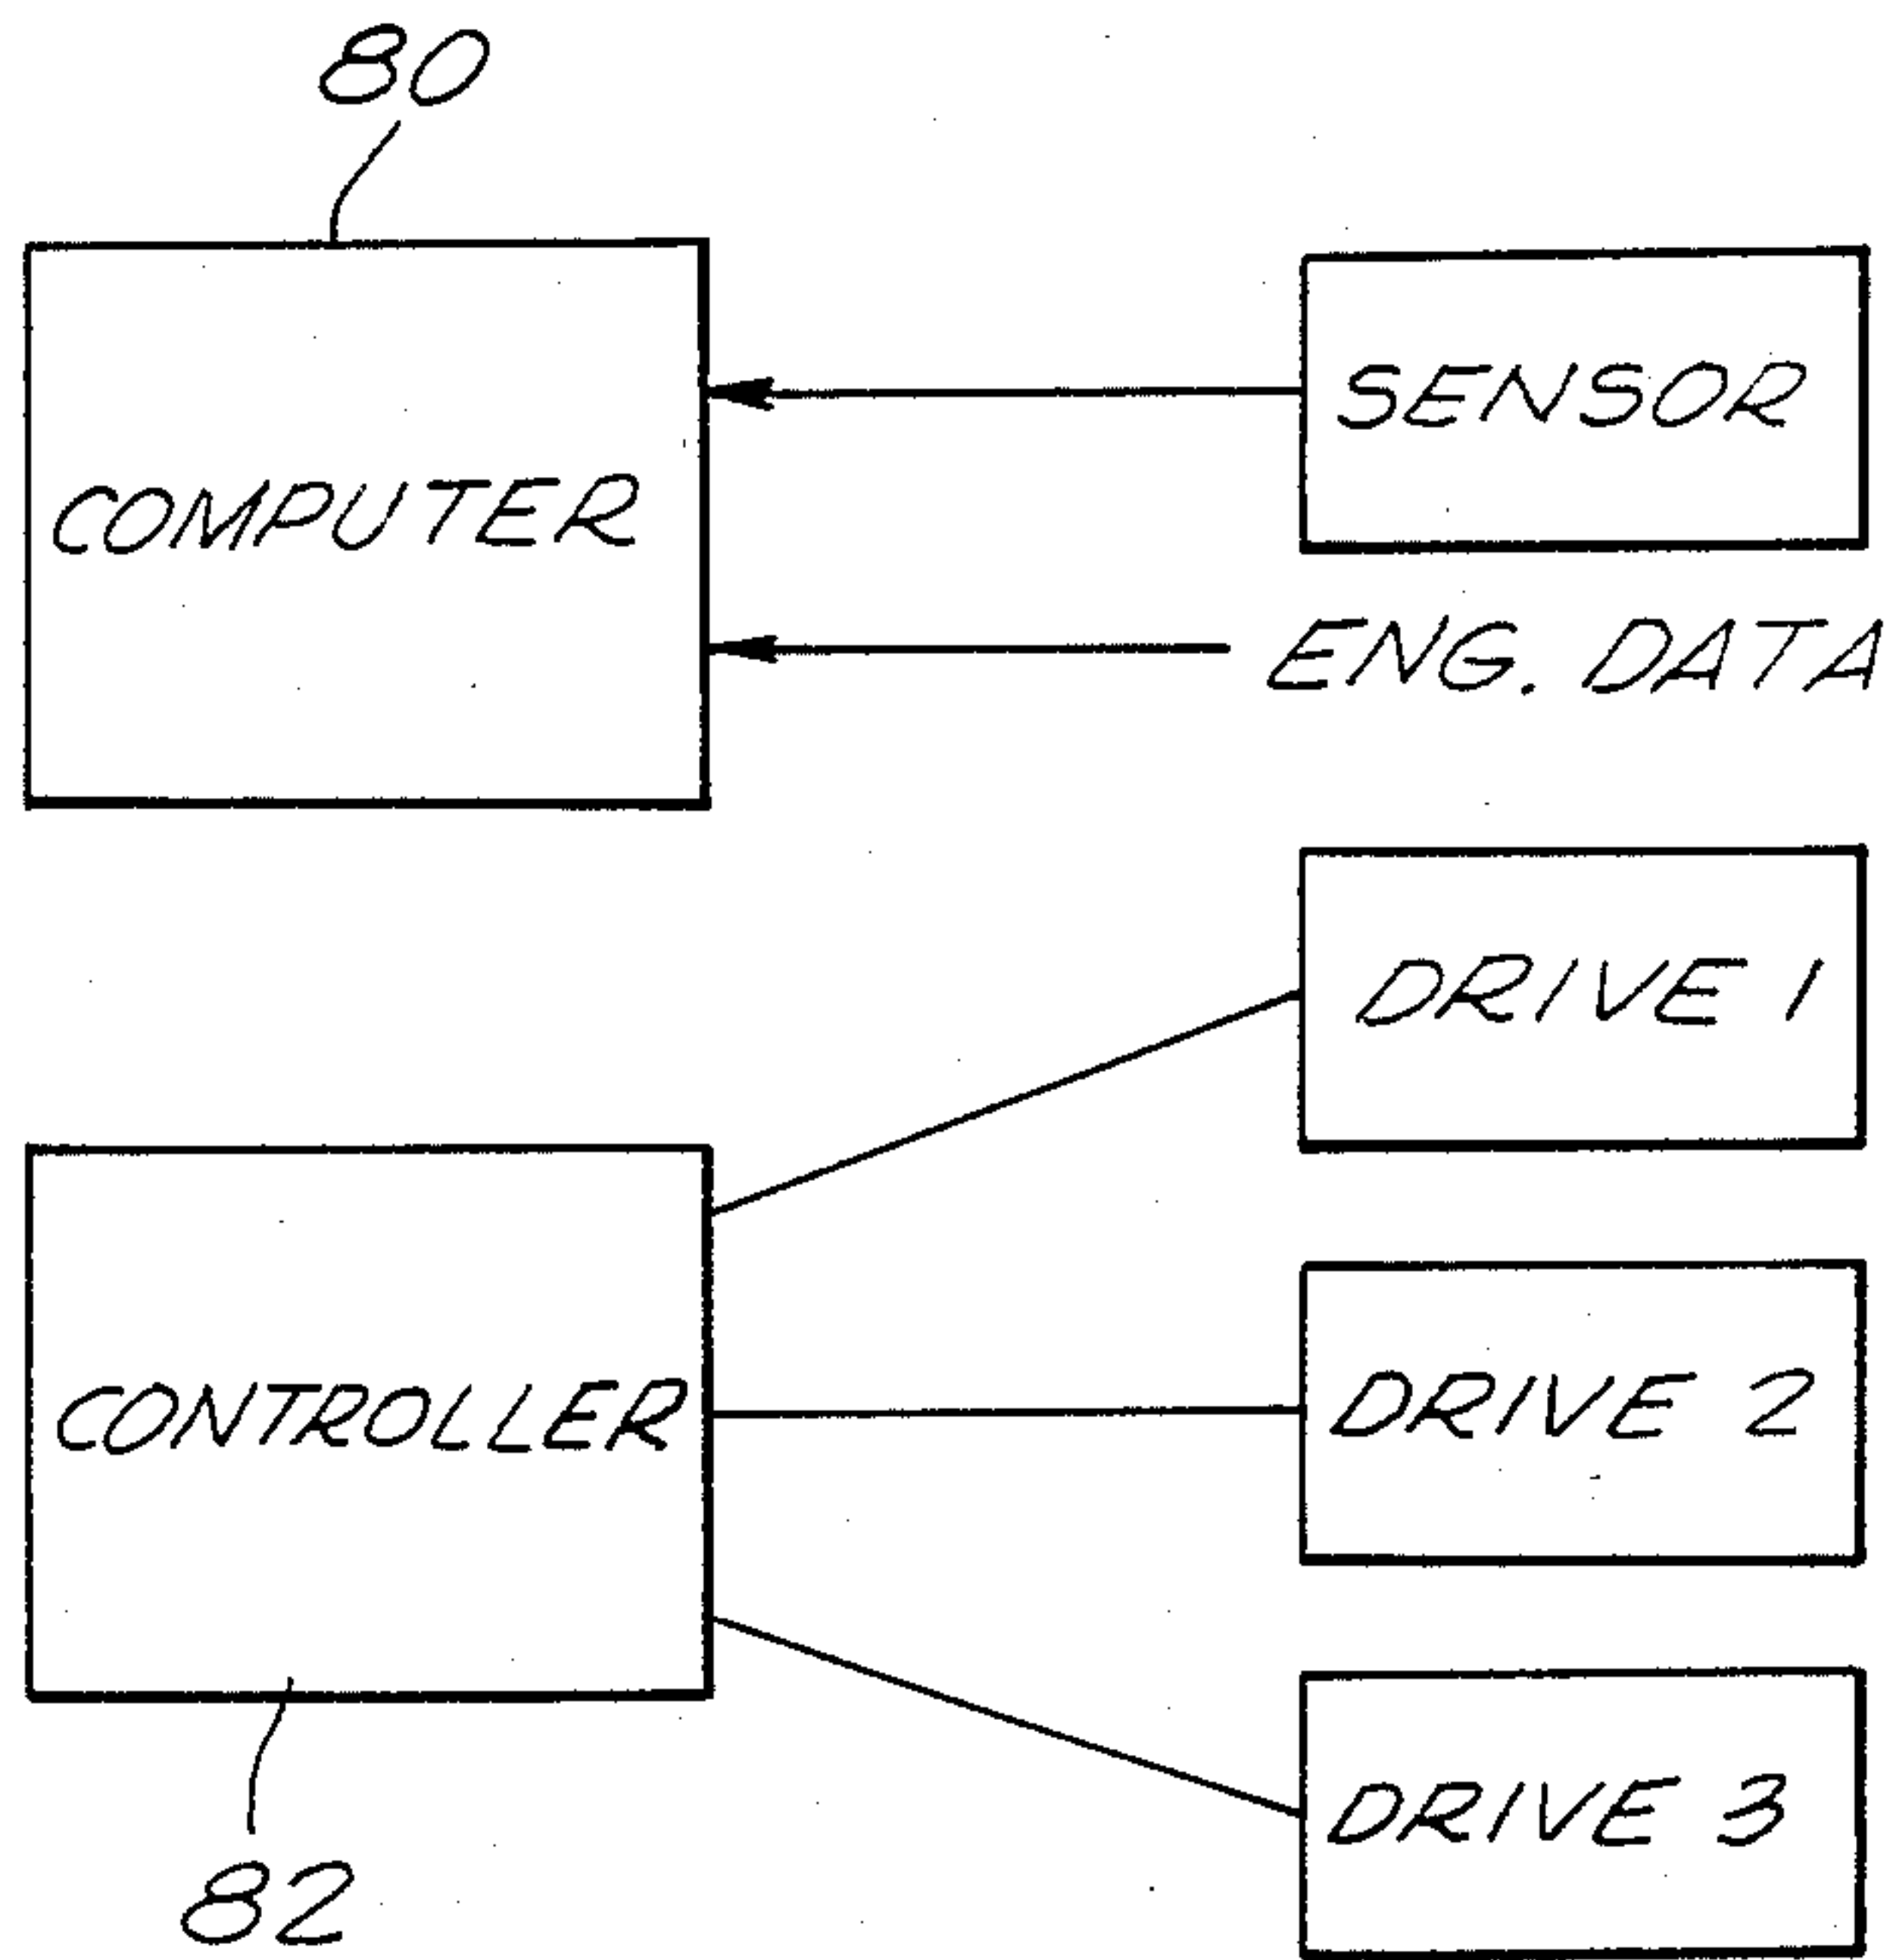 80
COMPUTER
SENSOR
ENG. DATA
DRIVE 1
CONTROLLER
DRIVE 2
DRIVE 3
82